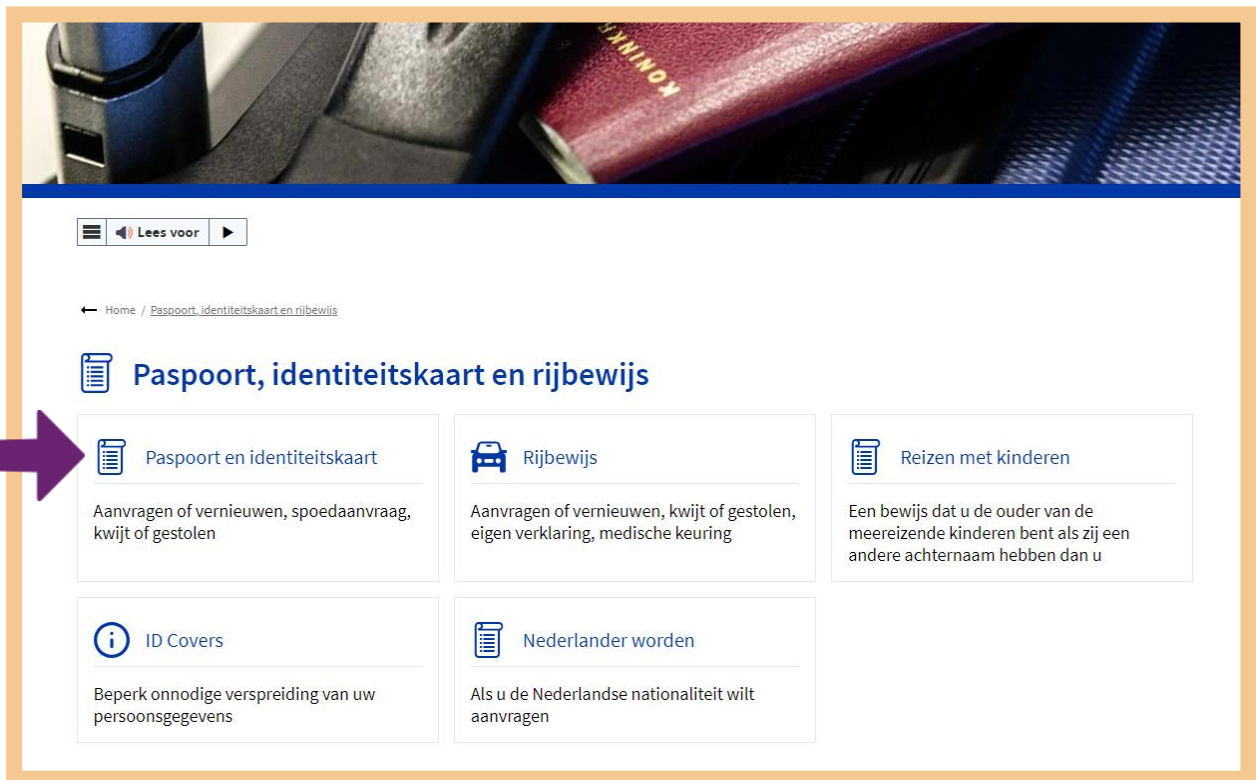 KONINKR
Lees voor
Home / Paspoort, identiteitskaart en rijbewijs
Paspoort, identiteitskaart en rijbewijs
Paspoort en identiteitskaart
Aanvragen of vernieuwen, spoedaanvraag,
kwijt of gestolen
Rijbewijs
Aanvragen of vernieuwen, kwijt of gestolen,
eigen verklaring, medische keuring
Reizen met kinderen
Een bewijs dat u de ouder van de
meereizende kinderen bent als zij een
andere achternaam hebben dan u
ID Covers
Beperk onnodige verspreiding van uw
persoonsgegevens
Nederlander worden
Als u de Nederlandse nationaliteit wilt
aanvragen